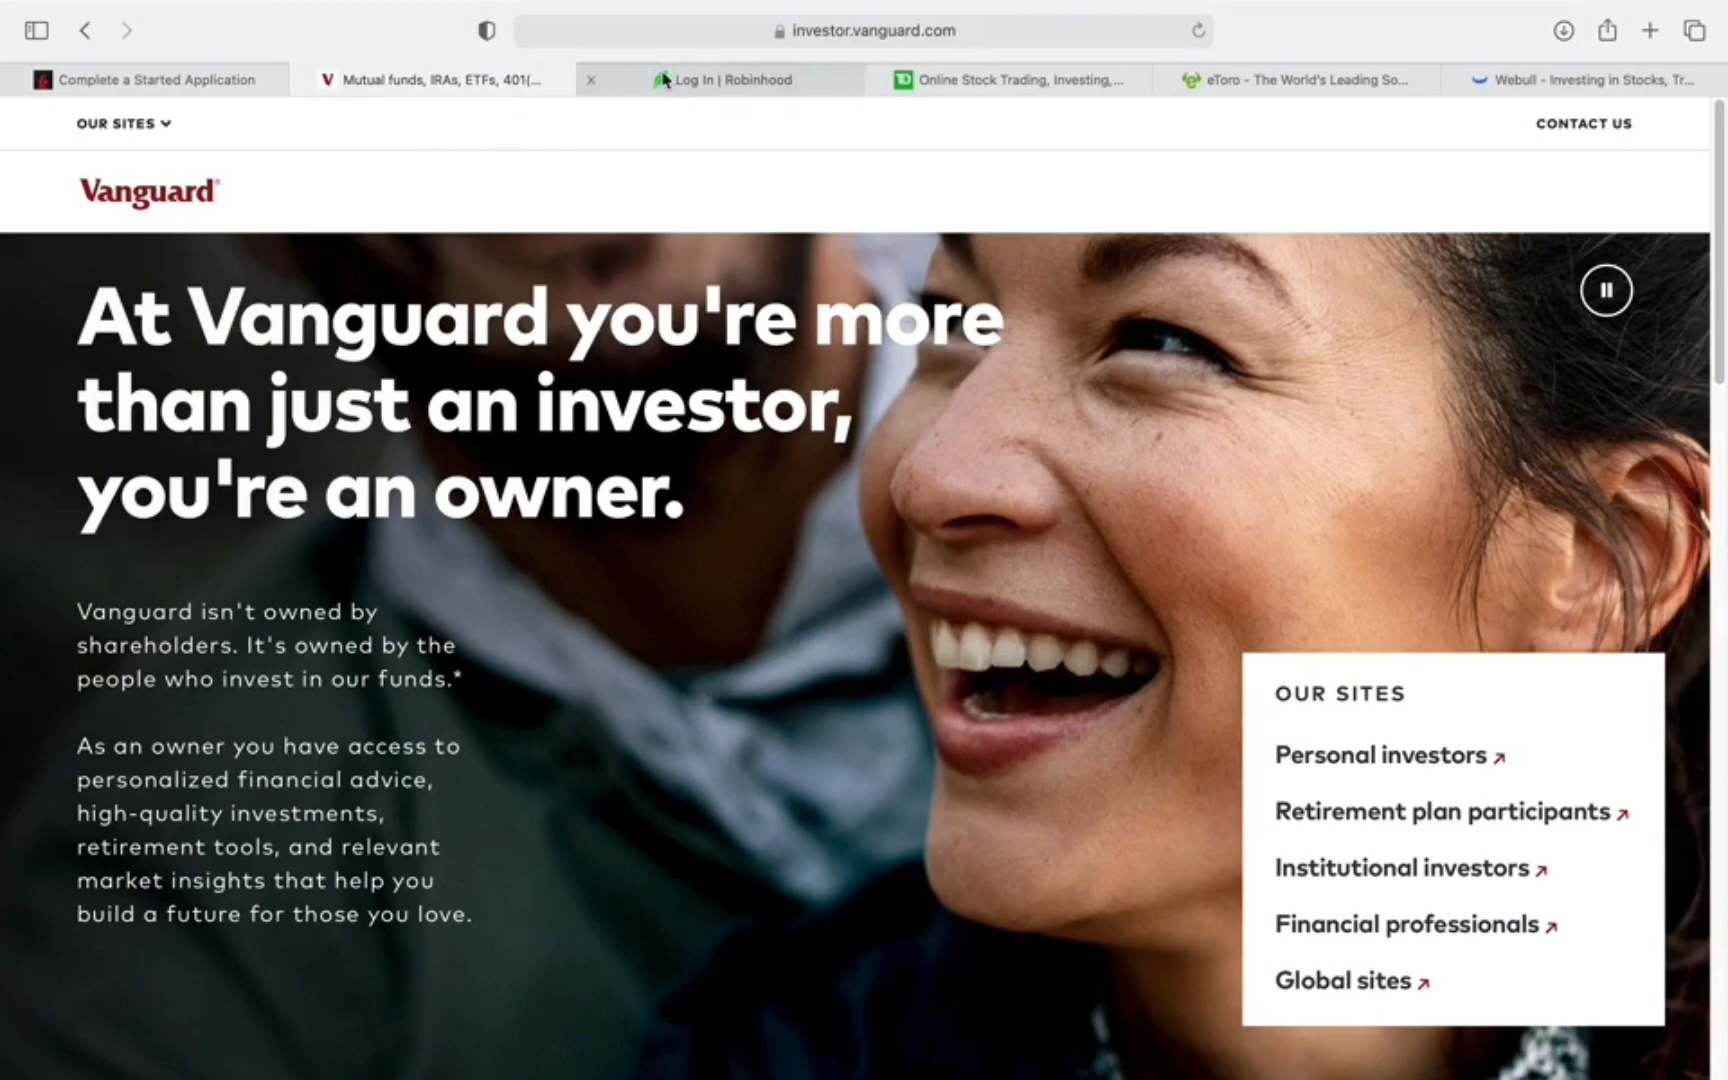 investor.vanguard.com
Complete a Started Application
Mutual funds, IRAs, ETFs, 401(...
Log In | Robinhood
Online Stock Trading, Investing,...
eToro - The World's Leading So...
Webull - Investing in Stocks, Tr...
OUR SITES
CONTACT US
Vanguard
At Vanguard you're more
than just an investor,
you're an owner.
Vanguard isn't owned by
shareholders. It's owned by the
people who invest in our funds.*
As an owner you have access to
personalized financial advice,
high-quality investments,
retirement tools, and relevant
market insights that help you
build a future for those you love.
OUR SITES
Personal investors
Retirement plan participants
Institutional investors
Financial professionals
Global sites